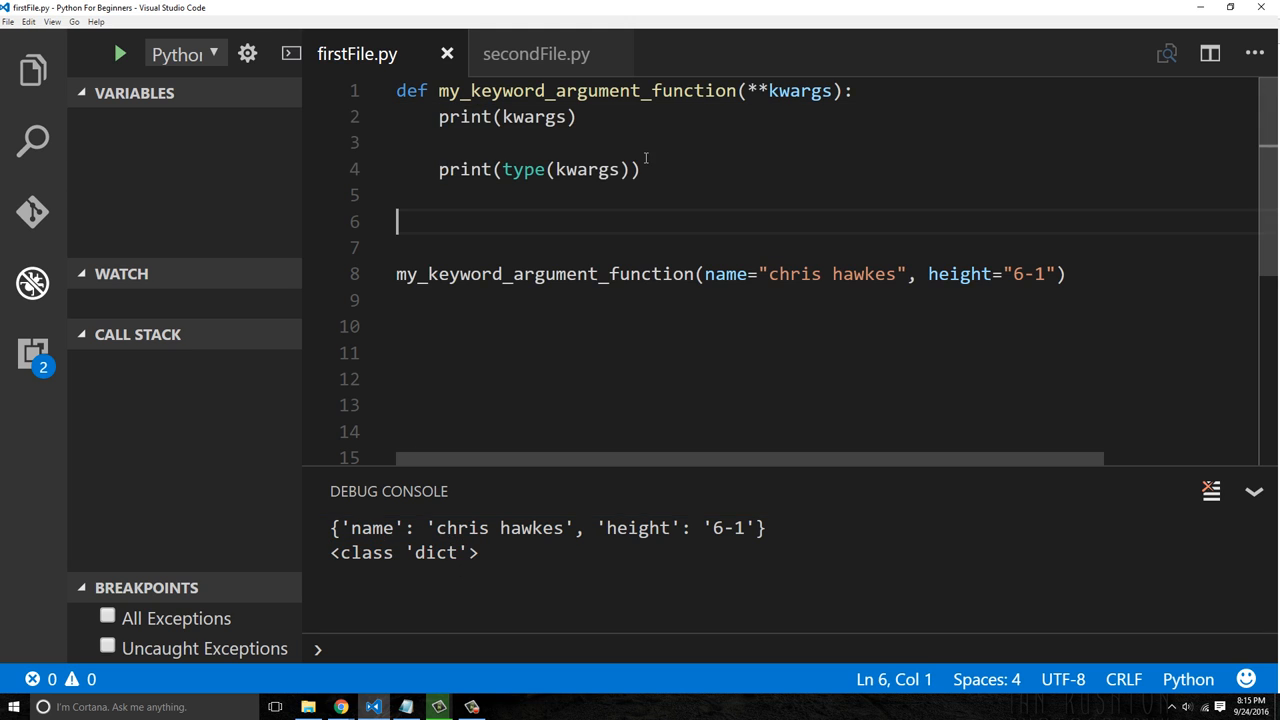 firstFile.py - Python For Beginners - Visual Studio Code
File Edit View Go Help
Python
firstFile.py
secondFile.py
VARIABLES
WATCH
CALL STACK
BREAKPOINTS
All Exceptions
Uncaught Exceptions
2
1 def my_keyword_argument_function(**kwargs):
2 print(kwargs)
3
4 print(type(kwargs))
5
6
7
8 my_keyword_argument_function(name="chris hawkes", height="6-1")
9
10
11
12
13
14
15
DEBUG CONSOLE
{'name': 'chris hawkes', 'height': '6-1'}
<class 'dict'>
0 0
Ln 6, Col 1 Spaces: 4 UTF-8 CRLF Python
I'm Cortana. Ask me anything.
8:15 PM
9/24/2016